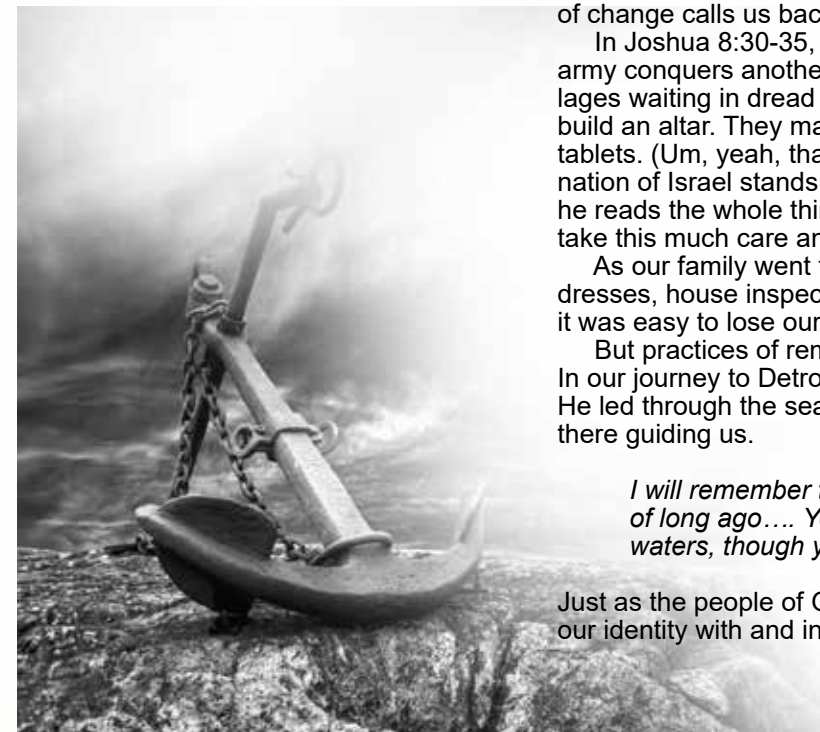 of change calls us bac
In Joshua 8:30-35,
army conquers anothe
lages waiting in dread
build an altar. They ma
tablets. (Um, yeah, tha
nation of Israel stands
he reads the whole thi
take this much care an
As our family went t
dresses, house inspec
it was easy to lose our
But practices of rem
In our journey to Detro
He led through the sea
there guiding us.
I will remember
of long ago…. Y
waters, though y
Just as the people of G
our identity with and in